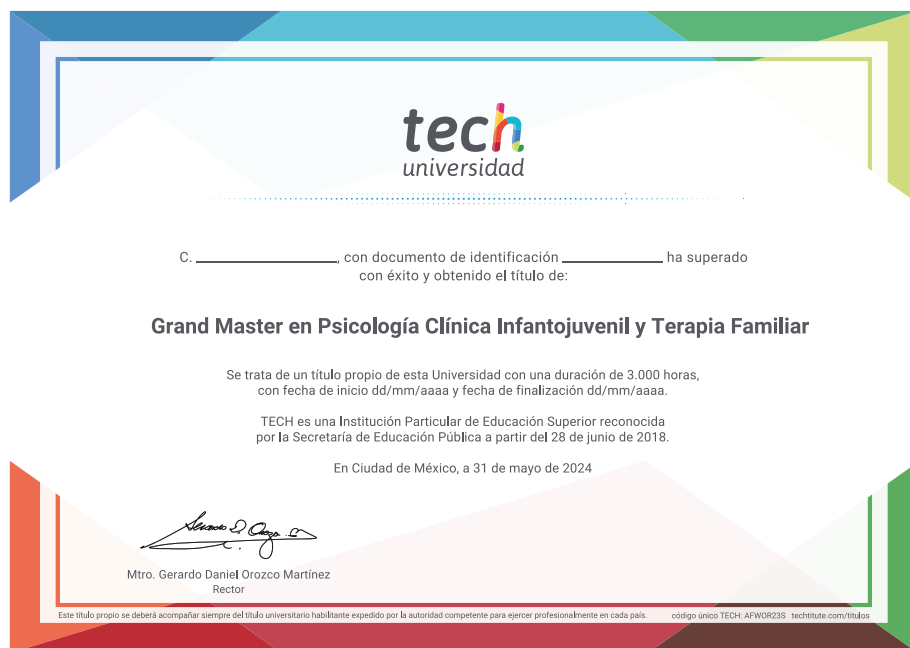 tech
universidad
C. ____________________, con documento de identificación ______________ ha superado
con éxito y obtenido el título de:
Grand Master en Psicología Clínica Infantojuvenil y Terapia Familiar
Se trata de un título propio de esta Universidad con una duración de 3.000 horas,
con fecha de inicio dd/mm/aaaa y fecha de finalización dd/mm/aaaa.
TECH es una Institución Particular de Educación Superior reconocida
por la Secretaría de Educación Pública a partir del 28 de junio de 2018.
En Ciudad de México, a 31 de mayo de 2024
Mtro. Gerardo Daniel Orozco Martínez
Rector
Este título propio se deberá acompañar siempre del título universitario habilitante expedido por la autoridad competente para ejercer profesionalmente en cada país. código único TECH: AFWOR23S techtitute.com/titulos